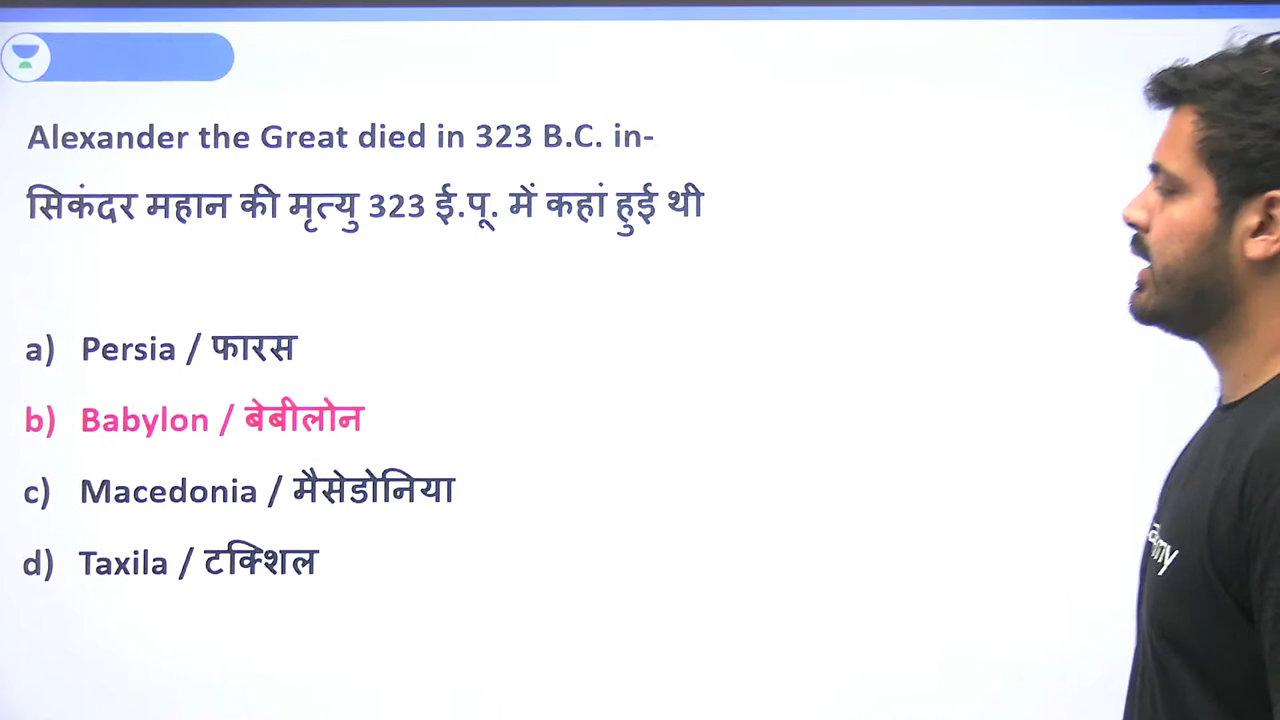 Alexander the Great died in 323 B.C. in-
सिकंदर महान की मृत्यु 323 ई.पू. में कहां हुई थी
a) Persia / फारस
b) Babylon / बेबीलोन
c) Macedonia / मैसेडोनिया
d) Taxila / टक्शिल